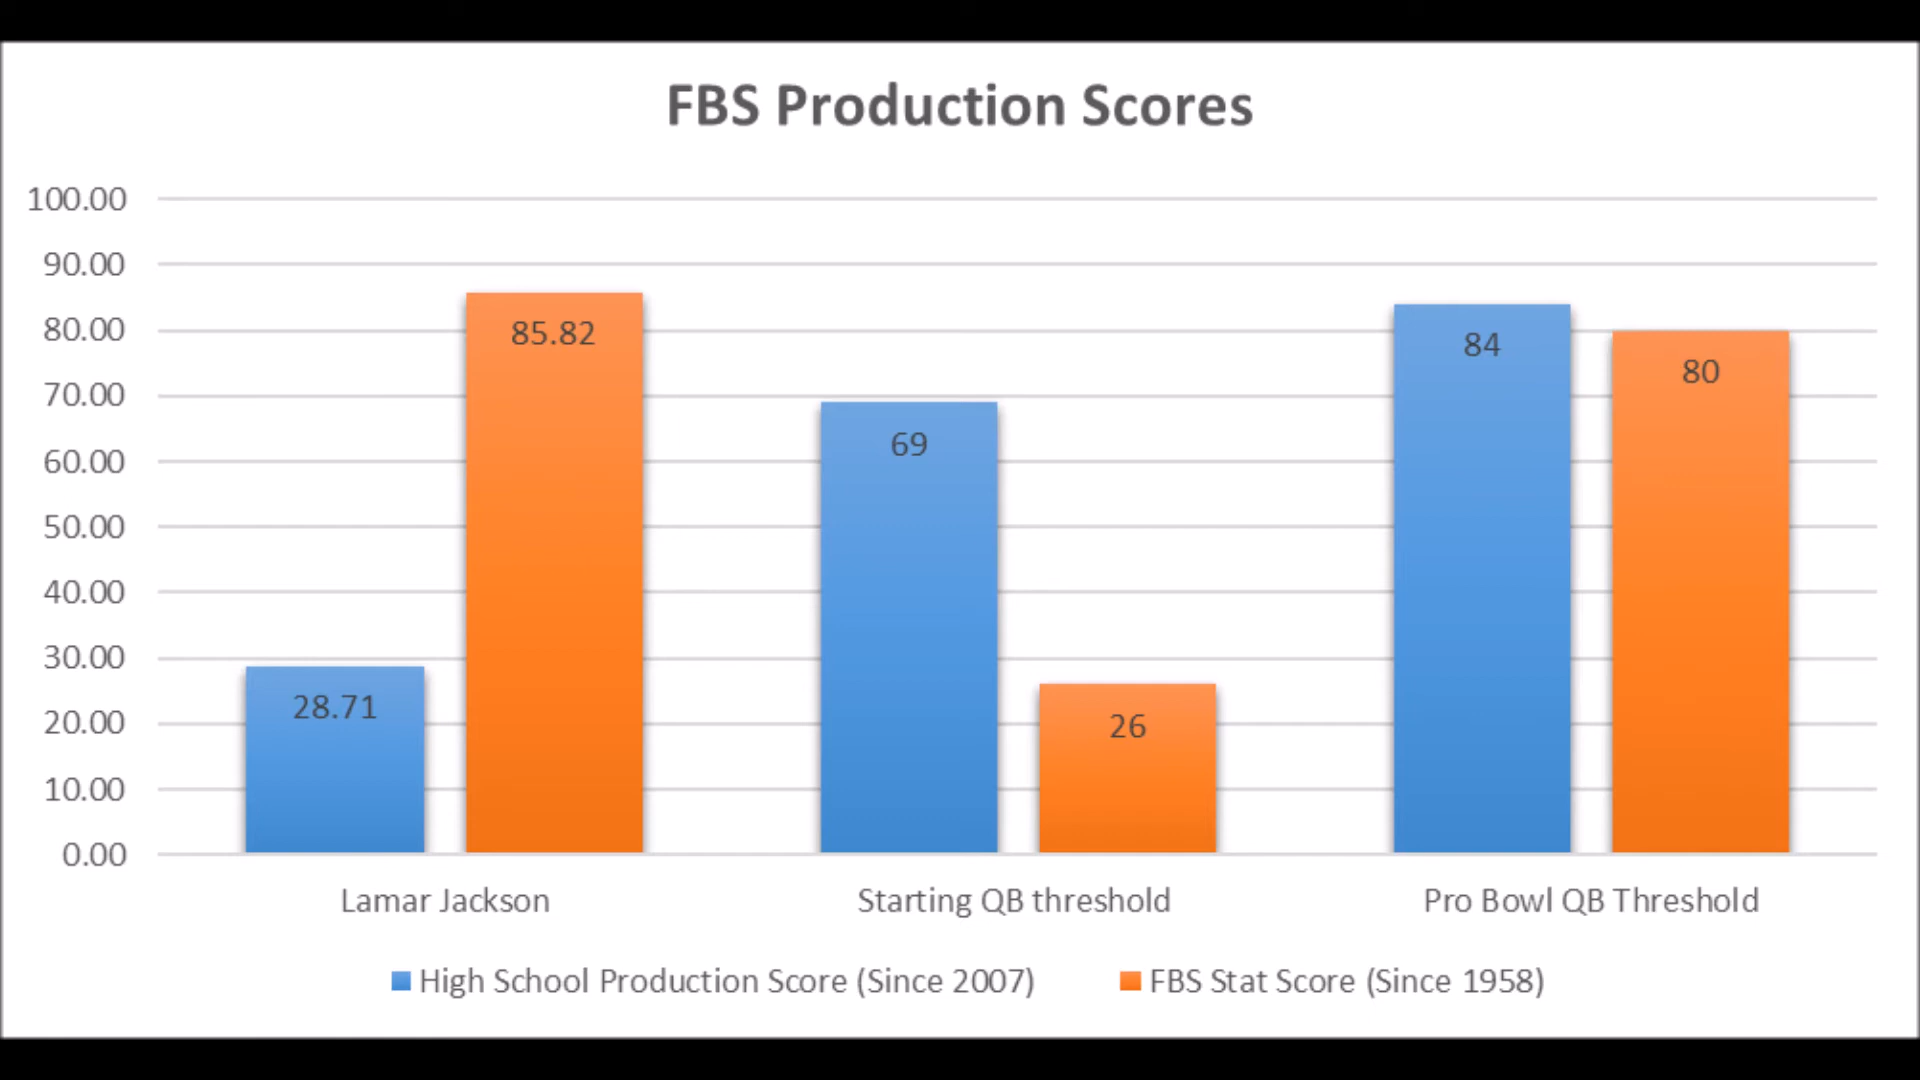 FBS Production Scores
100.00
90.00
80.00
70.00
60.00
50.00
40.00
30.00
20.00
10.00
0.00
28.71
85.82
69
26
84
80
Lamar Jackson
Starting QB threshold
Pro Bowl QB Threshold
High School Production Score (Since 2007)
FBS Stat Score (Since 1958)